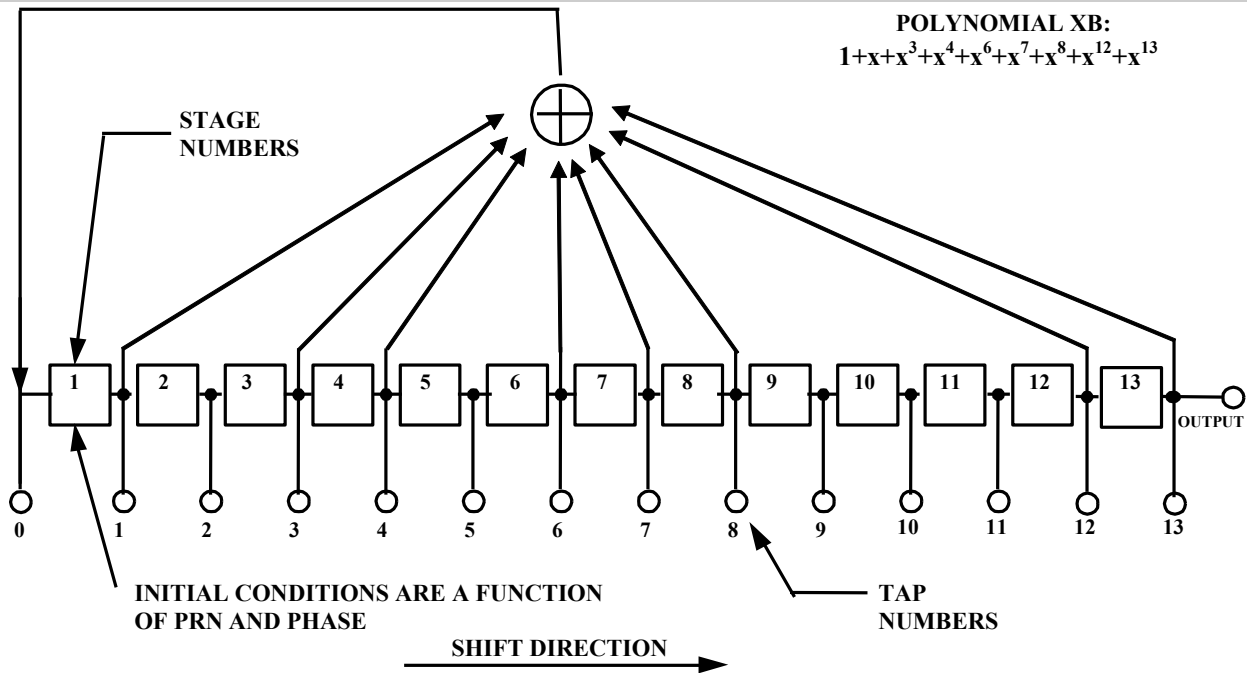 POLYNOMIAL XB:
1+x+x³+x⁴+x⁶+x⁷+x⁸+x¹²+x¹³
STAGE
NUMBERS
1 2 3 4 5 6 7 8 9 10 11 12 13
OUTPUT
0 1 2 3 4 5 6 7 8 9 10 11 12 13
INITIAL CONDITIONS ARE A FUNCTION
OF PRN AND PHASE
TAP
NUMBERS
SHIFT DIRECTION